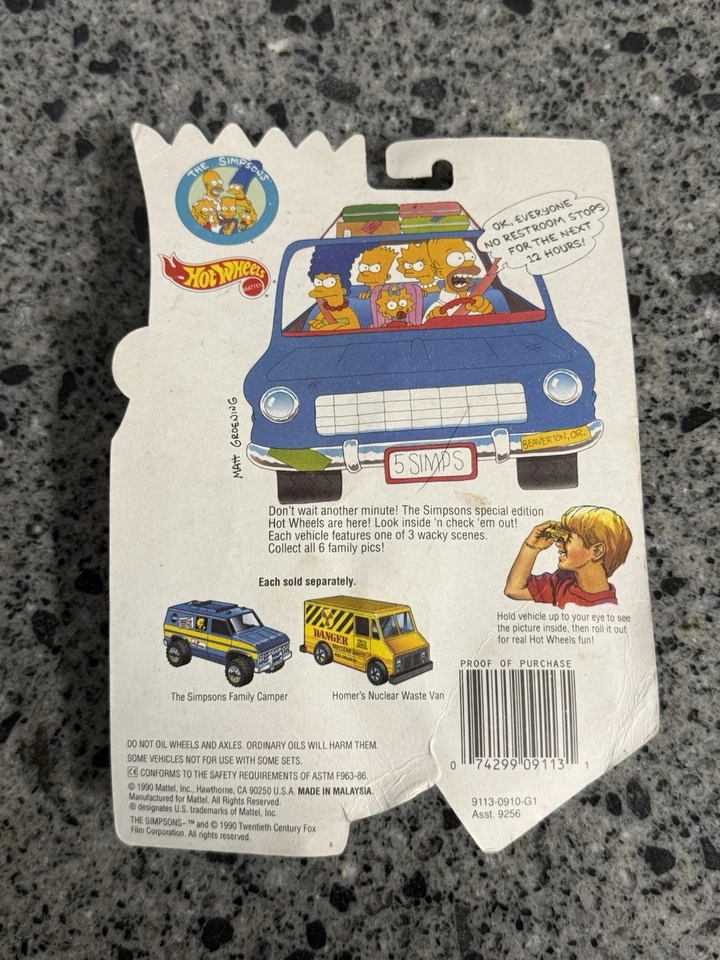 THE SIMPSONS
Hot Wheels
MATTEL
OK, EVERYONE
NO RESTROOM STOPS
FOR THE NEXT
12 HOURS!
MATT GROENING
BEAVERTON, OR.
5 SIMPS
Don't wait another minute! The Simpsons special edition
Hot Wheels are here! Look inside 'n check 'em out!
Each vehicle features one of 3 wacky scenes.
Collect all 6 family pics!
Each sold separately.
DANGER
NUCLEAR WASTE
The Simpsons Family Camper
Homer's Nuclear Waste Van
Hold vehicle up to your eye to see
the picture inside, then roll it out
for real Hot Wheels fun!
PROOF OF PURCHASE
0 74299 09113 1
9113-0910-G1
Asst. 9256
DO NOT OIL WHEELS AND AXLES. ORDINARY OILS WILL HARM THEM.
SOME VEHICLES NOT FOR USE WITH SOME SETS.
CE CONFORMS TO THE SAFETY REQUIREMENTS OF ASTM F963-86.
© 1990 Mattel, Inc., Hawthorne, CA 90250 U.S.A. MADE IN MALAYSIA.
Manufactured for Mattel. All Rights Reserved.
® designates U.S. trademarks of Mattel, Inc.
THE SIMPSONS-™ and © 1990 Twentieth Century Fox
Film Corporation. All rights reserved.